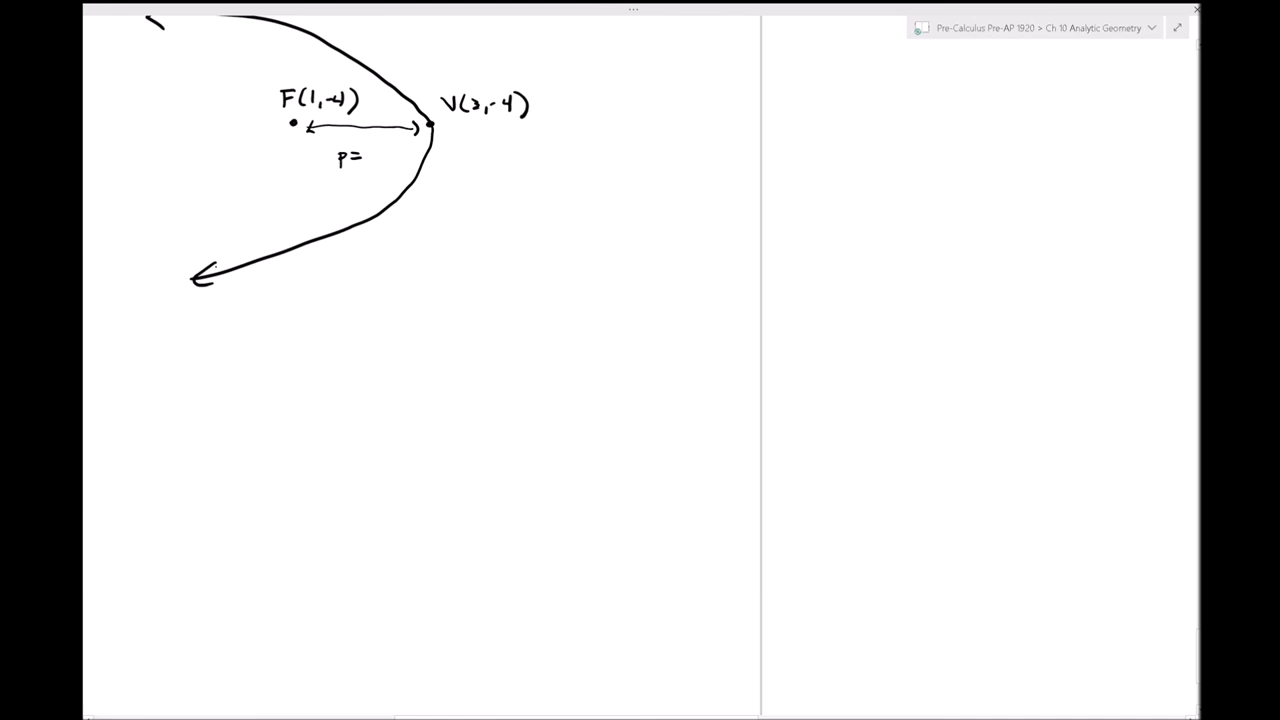 Pre-Calculus Pre-AP 1920 > Ch 10 Analytic Geometry
F(1,-4)
V(3,-4)
p=